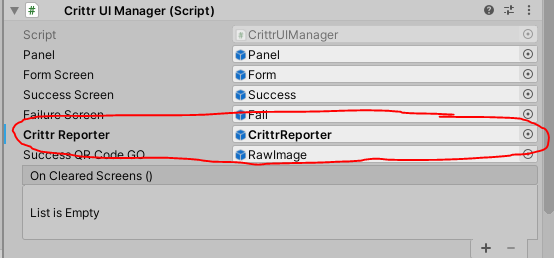 Crittr UI Manager (Script)
Script CrittrUIManager
Panel Panel
Form Screen Form
Success Screen Success
Failure Screen Fail
Crittr Reporter CrittrReporter
Success QR Code GO RawImage
On Cleared Screens ()
List is Empty